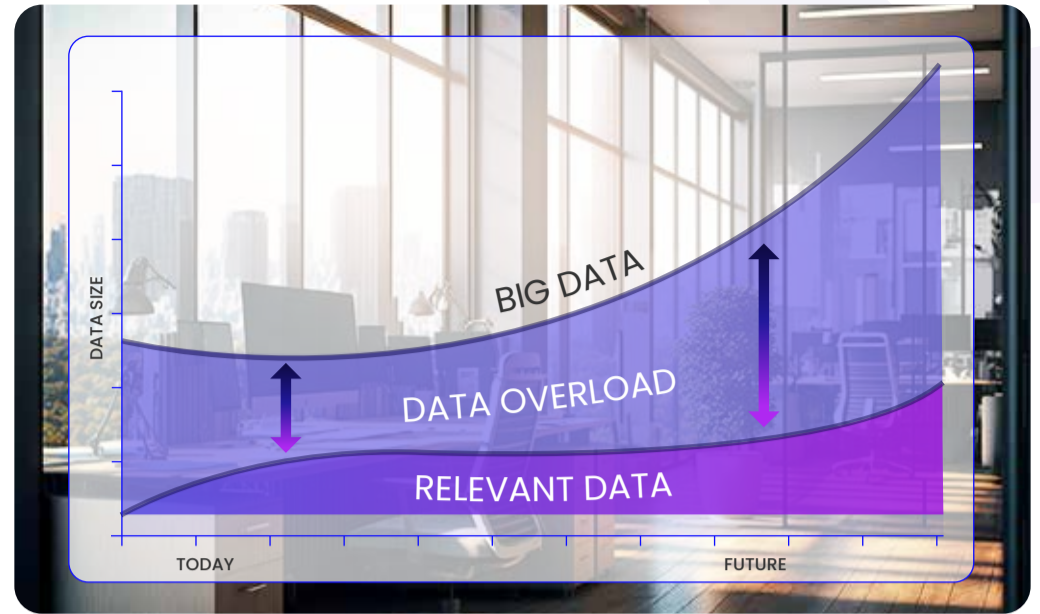 BIG DATA
DATA SIZE
DATA OVERLOAD
RELEVANT DATA
TODAY
FUTURE